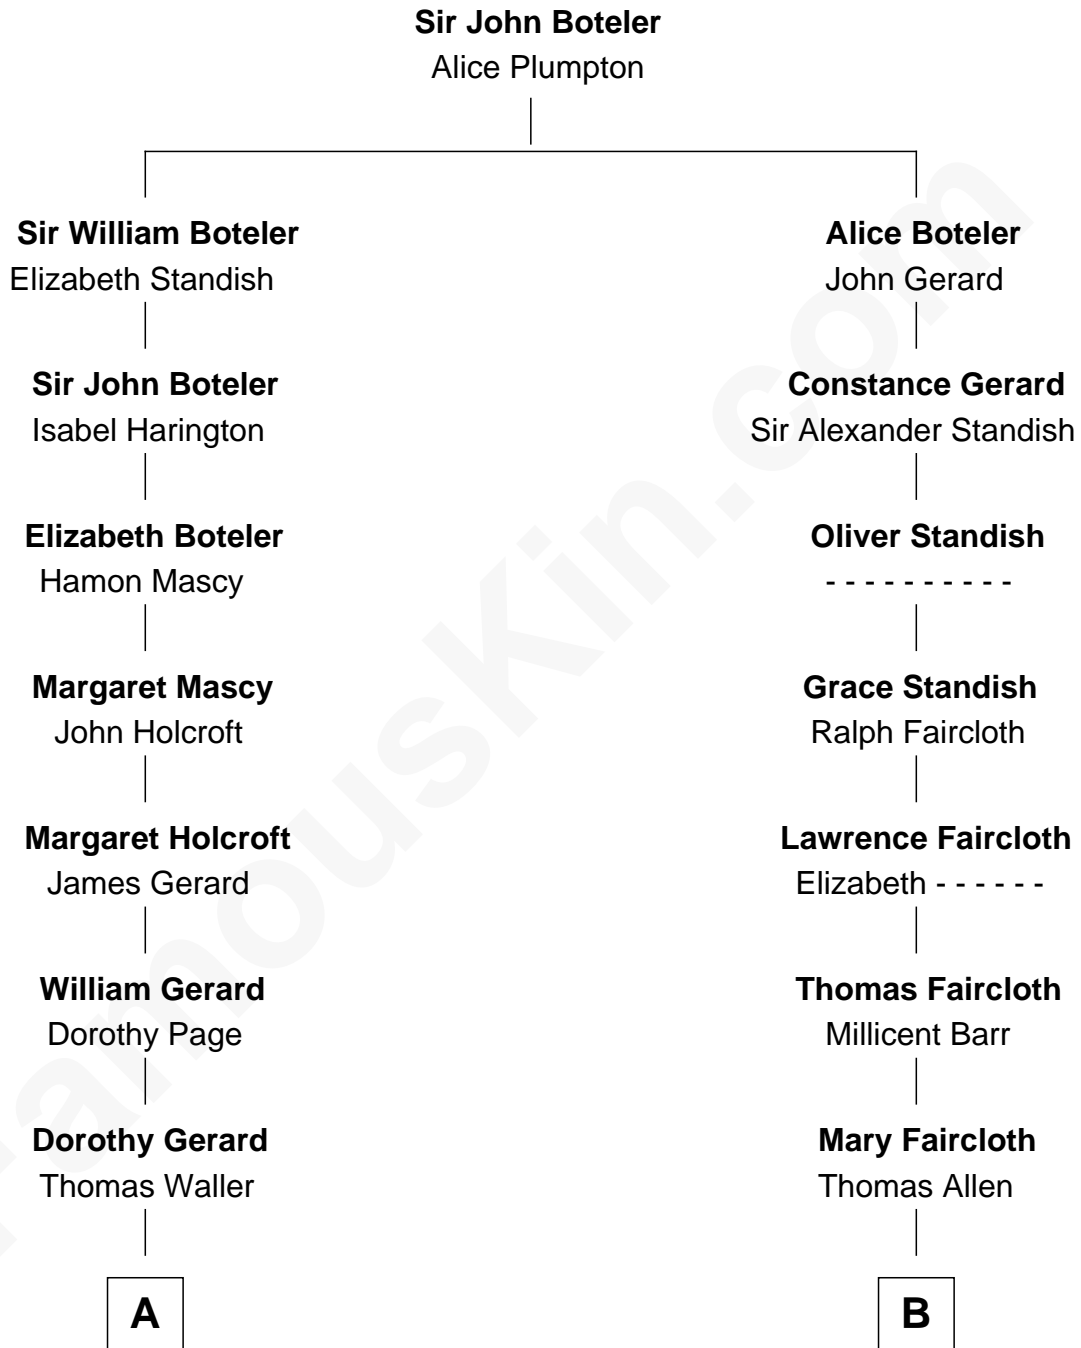 Sir John Boteler
Alice Plumpton
Sir William Boteler
Elizabeth Standish
Alice Boteler
John Gerard
Sir John Boteler
Isabel Harington
Constance Gerard
Sir Alexander Standish
Elizabeth Boteler
Hamon Mascy
Oliver Standish
- - - - - - - - - -
Margaret Mascy
John Holcroft
Grace Standish
Ralph Faircloth
Margaret Holcroft
James Gerard
Lawrence Faircloth
Elizabeth - - - - - -
William Gerard
Dorothy Page
Thomas Faircloth
Millicent Barr
Dorothy Gerard
Thomas Waller
Mary Faircloth
Thomas Allen
A
B
FamousKin.com